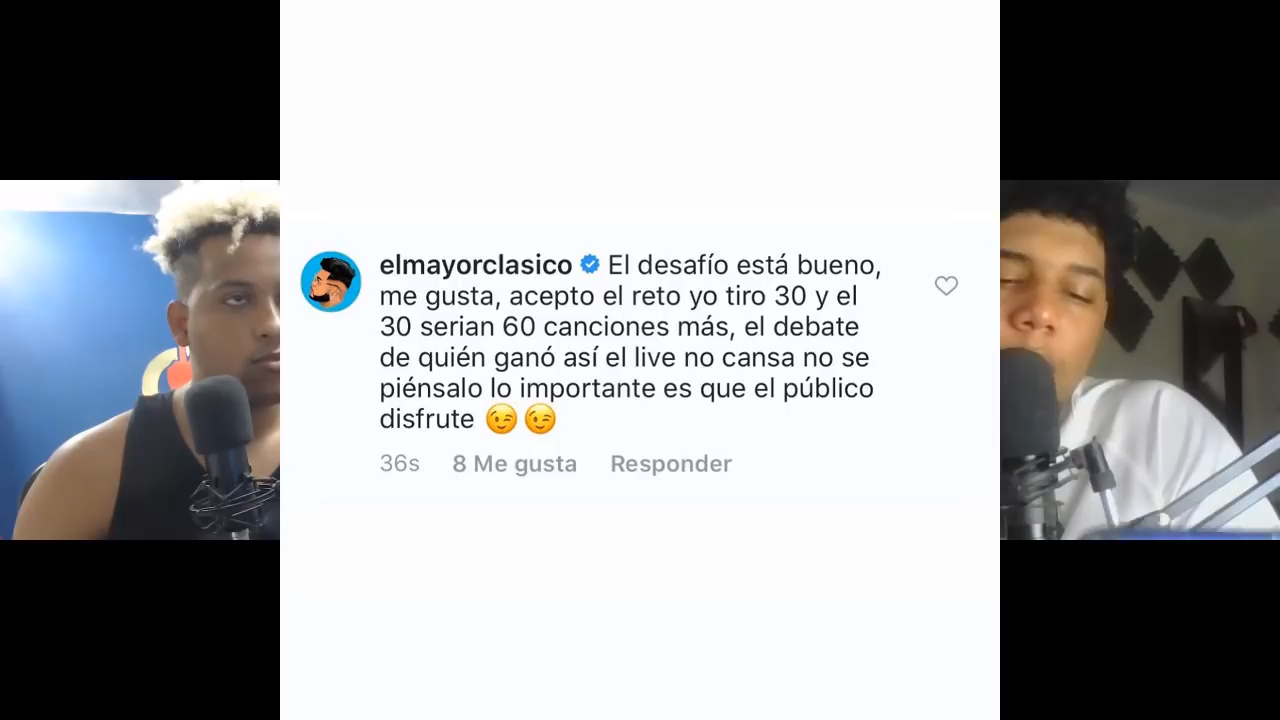 elmayorclasico El desafío está bueno,
me gusta, acepto el reto yo tiro 30 y el
30 serian 60 canciones más, el debate
de quién ganó así el live no cansa no se
piénsalo lo importante es que el público
disfrute 😉😉
36s 8 Me gusta Responder